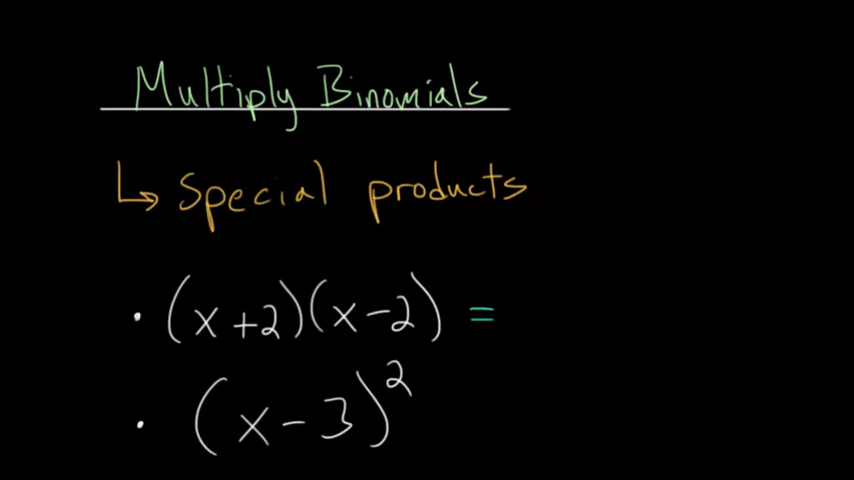 Multiply Binomials
↳ Special products
• (x+2)(x-2) =
• (x-3)²